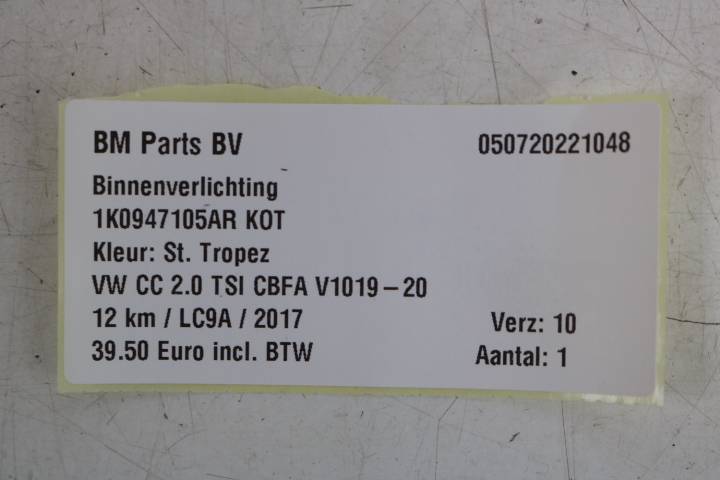 BM Parts BV 050720221048
Binnenverlichting
1K0947105AR KOT
Kleur: St. Tropez
VW CC 2.0 TSI CBFA V1019-20
12 km / LC9A / 2017 Verz: 10
39.50 Euro incl. BTW Aantal: 1